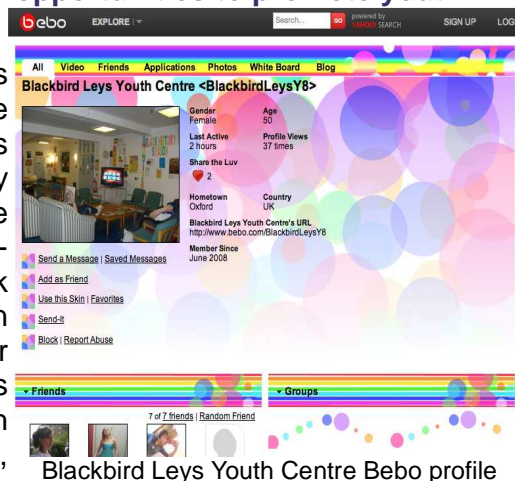 bebo EXPLORE Search... GO powered by YAHOO! SEARCH SIGN UP
All Video Friends Applications Photos White Board Blog
Blackbird Leys Youth Centre <BlackbirdLeysY8>
Gender Age
Female 50
Last Active Profile Views
2 hours 37 times
Share the Luv
2
Hometown Country
Oxford UK
Blackbird Leys Youth Centre's URL
http://www.bebo.com/BlackbirdLeysY8
Member Since
June 2008
Send a Message | Saved Messages
Add as Friend
Use this Skin | Favorites
Send-It
Block | Report Abuse
Friends
Groups
7 of 7 friends | Random Friend
Blackbird Leys Youth Centre Bebo profile